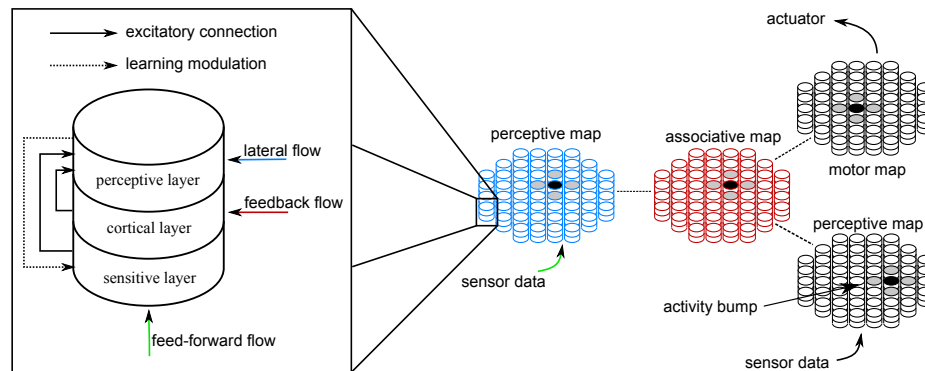 excitatory connection
learning modulation
lateral flow
perceptive layer
feedback flow
cortical layer
sensitive layer
feed-forward flow
perceptive map
sensor data
associative map
actuator
motor map
perceptive map
activity bump
sensor data